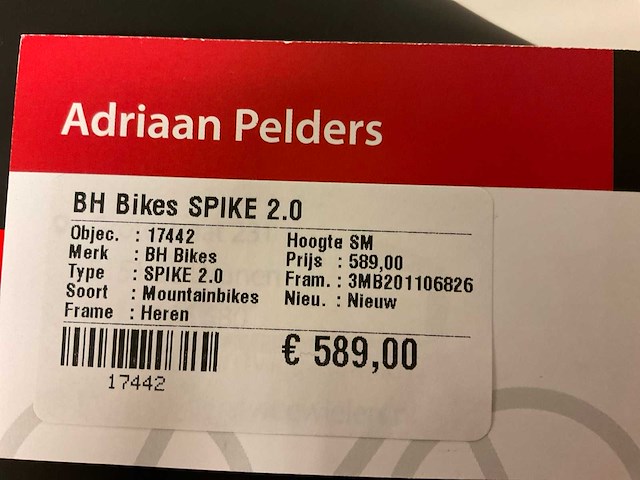 Adriaan Pelders
BH Bikes SPIKE 2.0
Objec. : 17442
Merk : BH Bikes
Type : SPIKE 2.0
Soort : Mountainbikes
Frame : Heren
Hoogte SM
Prijs : 589,00
Fram. : 3MB201106826
Nieu. : Nieuw
17442
€ 589,00